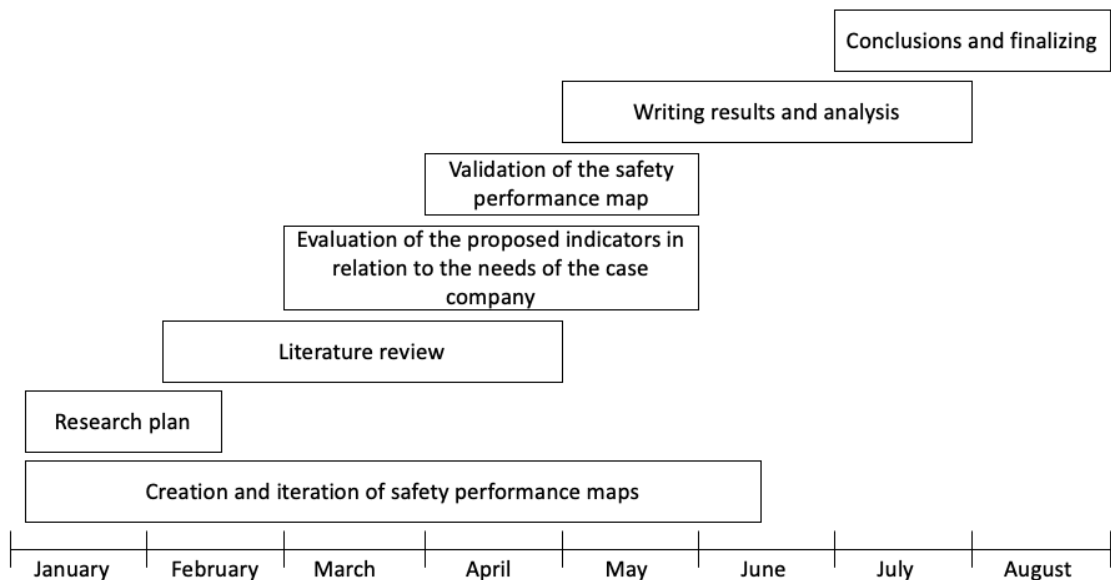 Conclusions and finalizing
Writing results and analysis
Validation of the safety
performance map
Evaluation of the proposed indicators in
relation to the needs of the case
company
Literature review
Research plan
Creation and iteration of safety performance maps
January February March April May June July August